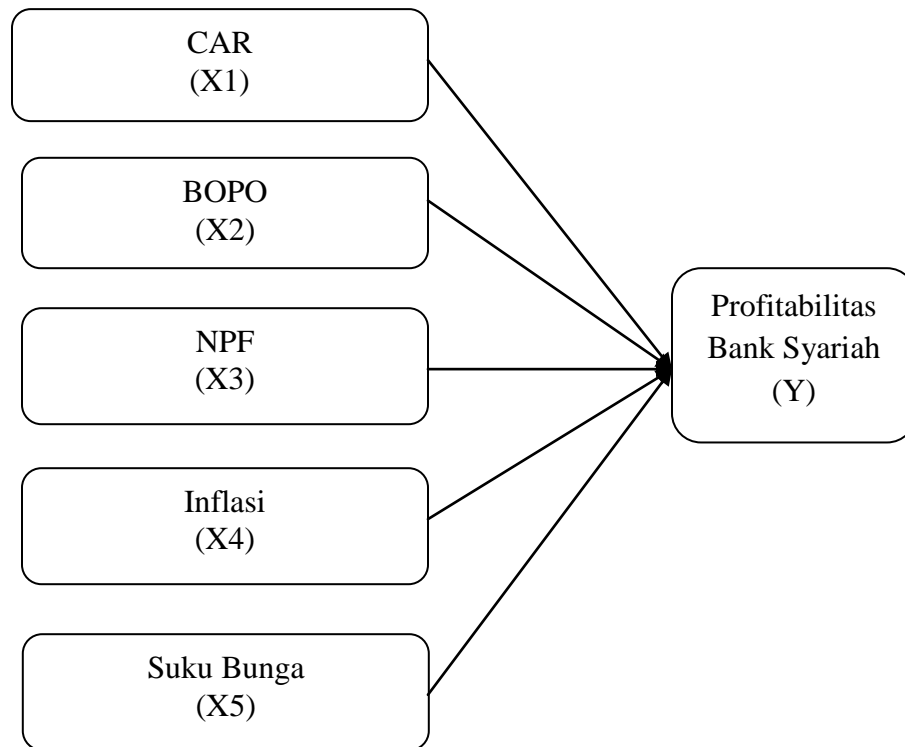 CAR
(X1)
BOPO
(X2)
NPF
(X3)
Inflasi
(X4)
Suku Bunga
(X5)
Profitabilitas
Bank Syariah
(Y)